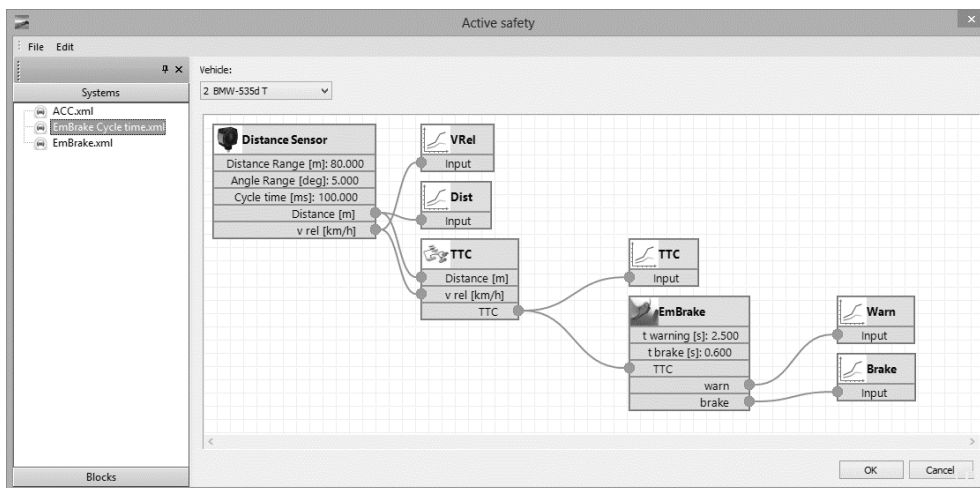 Active safety
File Edit
Vehicle:
Systems
2 BMW-535d T
ACC.xml
EmBrake Cycle time.xml
EmBrake.xml
Distance Sensor
Distance Range [m]: 80.000
Angle Range [deg]: 5.000
Cycle time [ms]: 100.000
Distance [m]
v rel [km/h]
VRel
Input
Dist
Input
TTC
Distance [m]
v rel [km/h]
TTC
TTC
Input
EmBrake
t warning [s]: 2.500
t brake [s]: 0.600
TTC
warn
brake
Warn
Input
Brake
Input
Blocks
OK Cancel